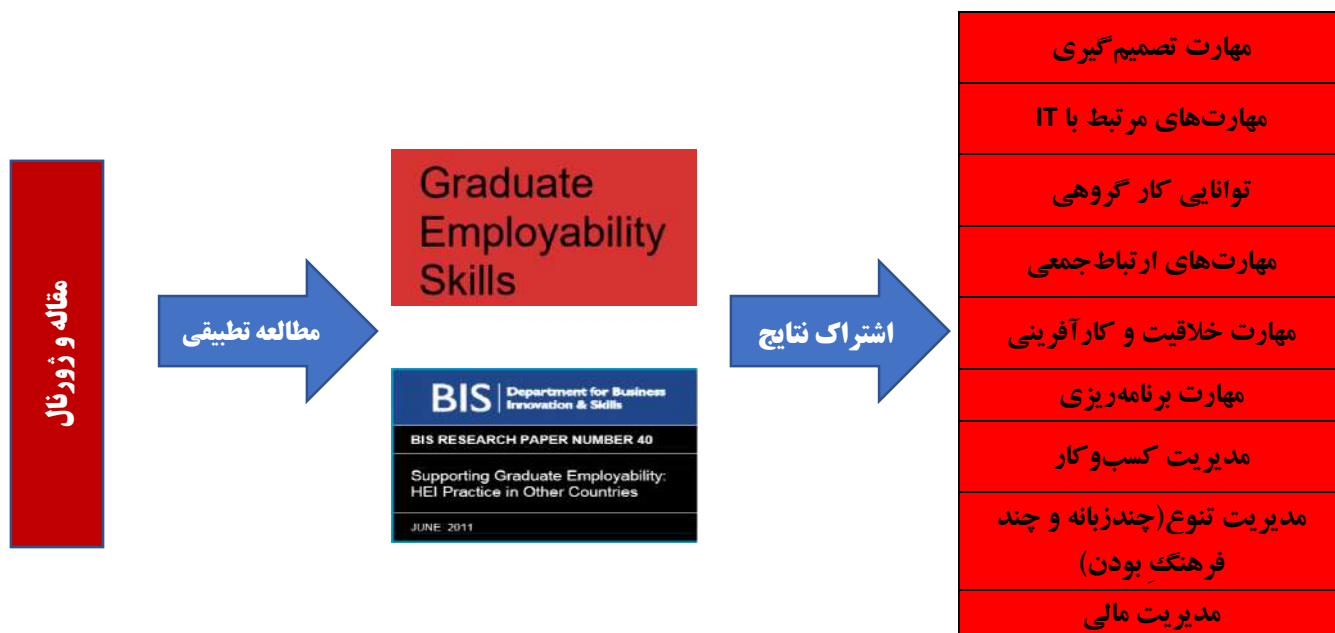 مقاله و ژورنال
مطالعه تطبیقی
Graduate
Employability
Skills
BIS Department for Business
Innovation & Skills
BIS RESEARCH PAPER NUMBER 40
Supporting Graduate Employability:
HEI Practice in Other Countries
JUNE 2011
اشتراک نتایج
مهارت تصمیم‌گیری
مهارت‌های مرتبط با IT
توانایی کار گروهی
مهارت‌های ارتباط‌جمعی
مهارت خلاقیت و کارآفرینی
مهارت برنامه‌ریزی
مدیریت کسب‌وکار
مدیریت تنوع(چندزبانه و چند
فرهنگِ بودن)
مدیریت مالی